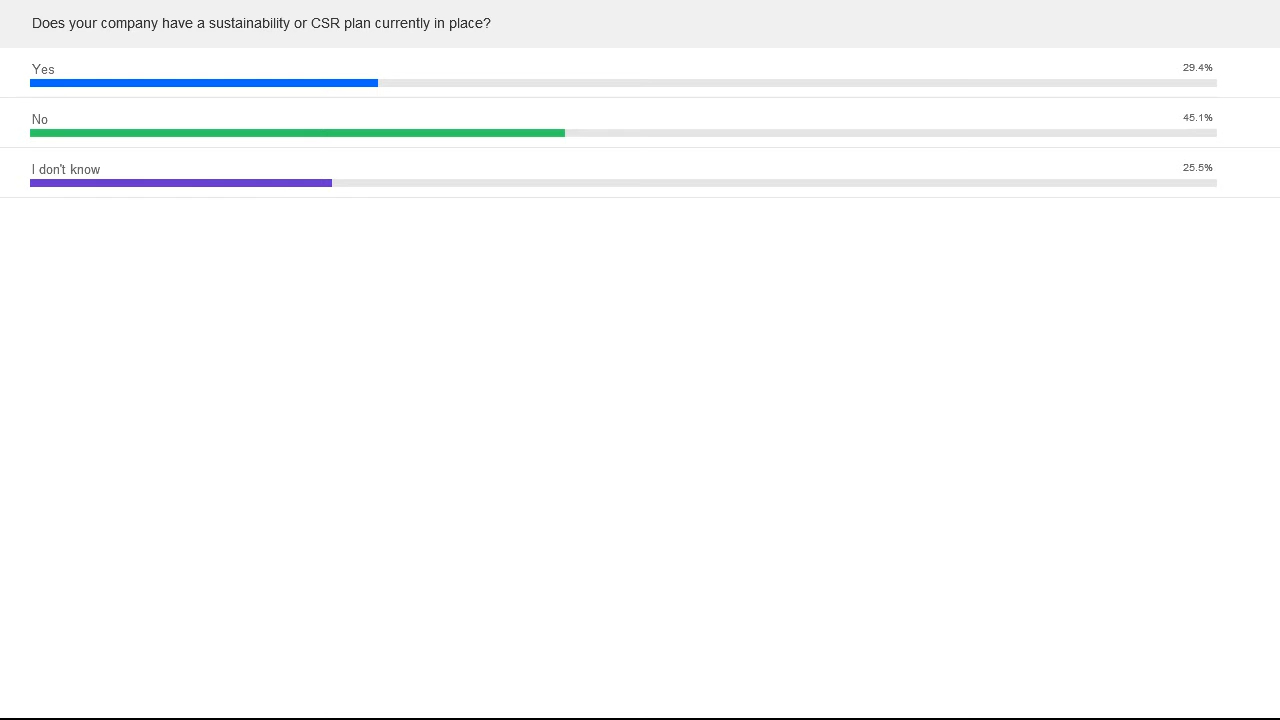 Does your company have a sustainability or CSR plan currently in place?
Yes 29.4%
No 45.1%
I don't know 25.5%